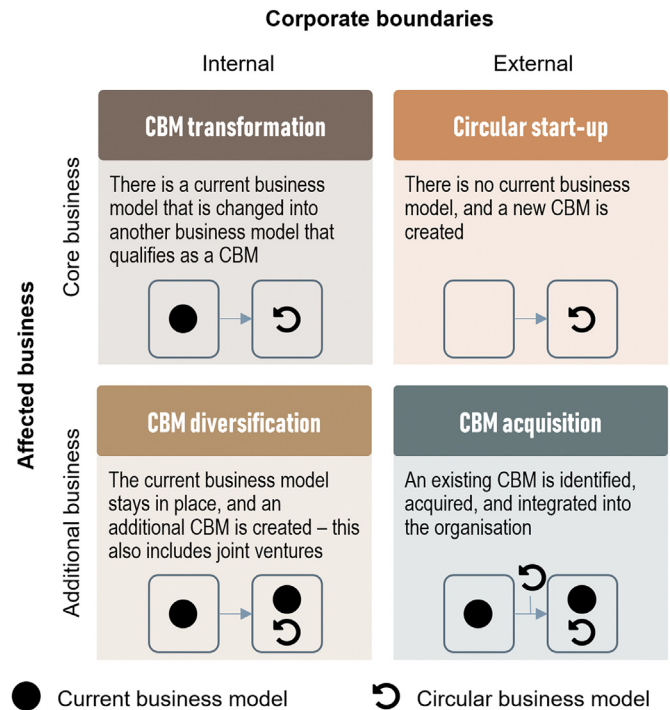 Corporate boundaries
Internal
External
Affected business
Core business
CBM transformation
There is a current business
model that is changed into
another business model that
qualifies as a CBM
Circular start-up
There is no current business
model, and a new CBM is
created
Additional business
CBM diversification
The current business model
stays in place, and an
additional CBM is created – this
also includes joint ventures
CBM acquisition
An existing CBM is identified,
acquired, and integrated into
the organisation
Current business model
Circular business model